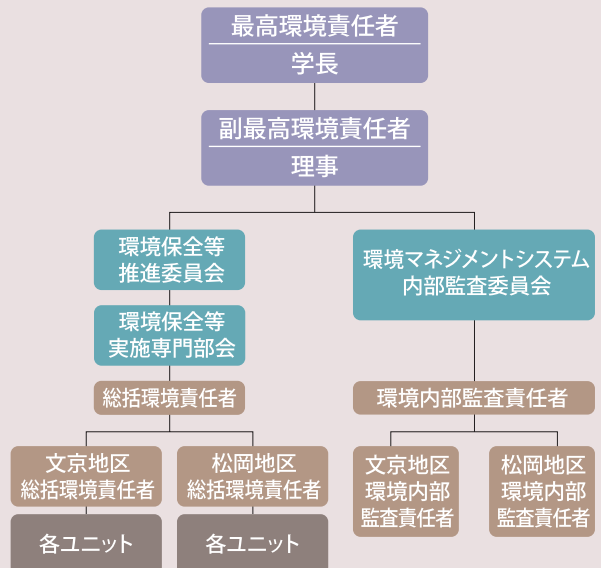 最高環境責任者
学長
副最高環境責任者
理事
環境保全等
推進委員会
環境マネジメントシステム
内部監査委員会
環境保全等
実施専門部会
総括環境責任者
環境内部監査責任者
文京地区
総括環境責任者
松岡地区
総括環境責任者
文京地区
環境内部
監査責任者
松岡地区
環境内部
監査責任者
各ユニット
各ユニット